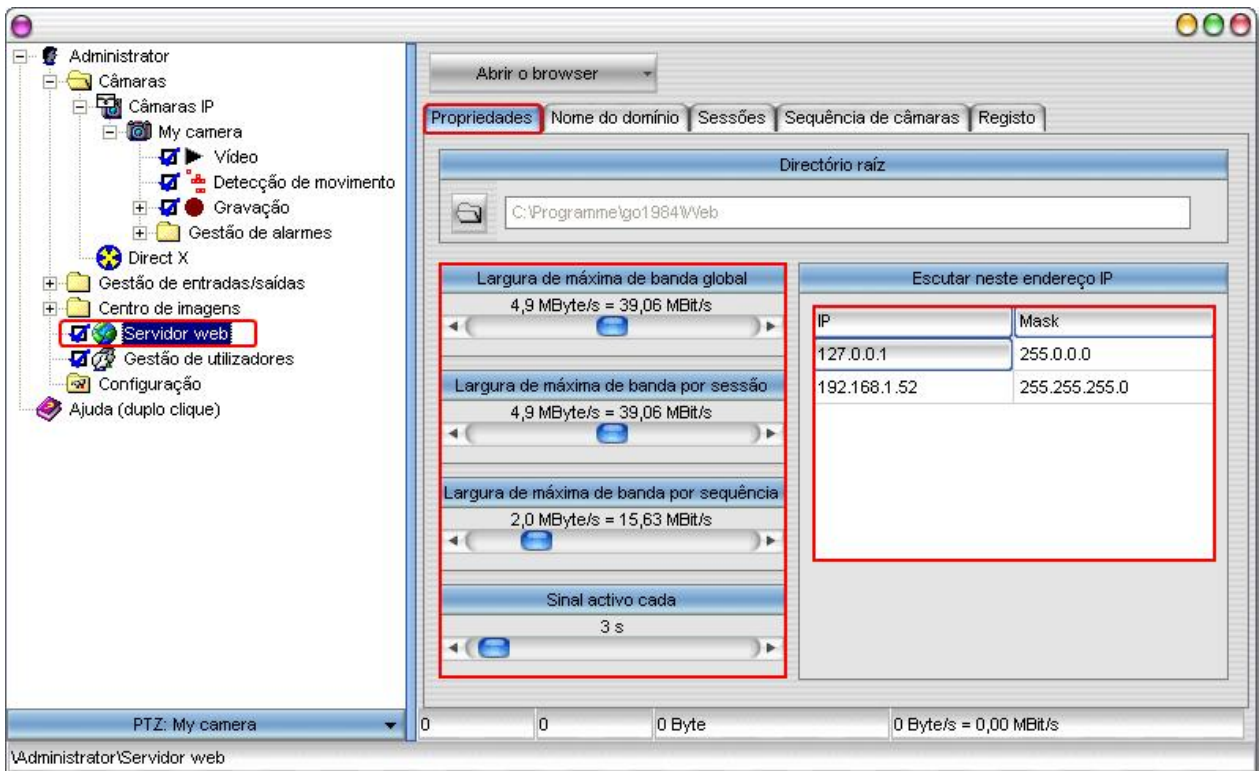 Administrator
Câmaras
Câmaras IP
My camera
Vídeo
Detecção de movimento
Gravação
Gestão de alarmes
Direct X
Gestão de entradas/saídas
Centro de imagens
Servidor web
Gestão de utilizadores
Configuração
Ajuda (duplo clique)
PTZ: My camera
Abrir o browser
Propriedades Nome do domínio Sessões Sequência de câmaras Registo
Directório raíz
C:\Programme\go1984\Web
Largura de máxima de banda global
4,9 MByte/s = 39,06 MBit/s
Largura de máxima de banda por sessão
4,9 MByte/s = 39,06 MBit/s
Largura de máxima de banda por sequência
2,0 MByte/s = 15,63 MBit/s
Sinal activo cada
3 s
Escutar neste endereço IP
IP Mask
127.0.0.1 255.0.0.0
192.168.1.52 255.255.255.0
0 0 0 Byte 0 Byte/s = 0,00 MBit/s
\Administrator\Servidor web